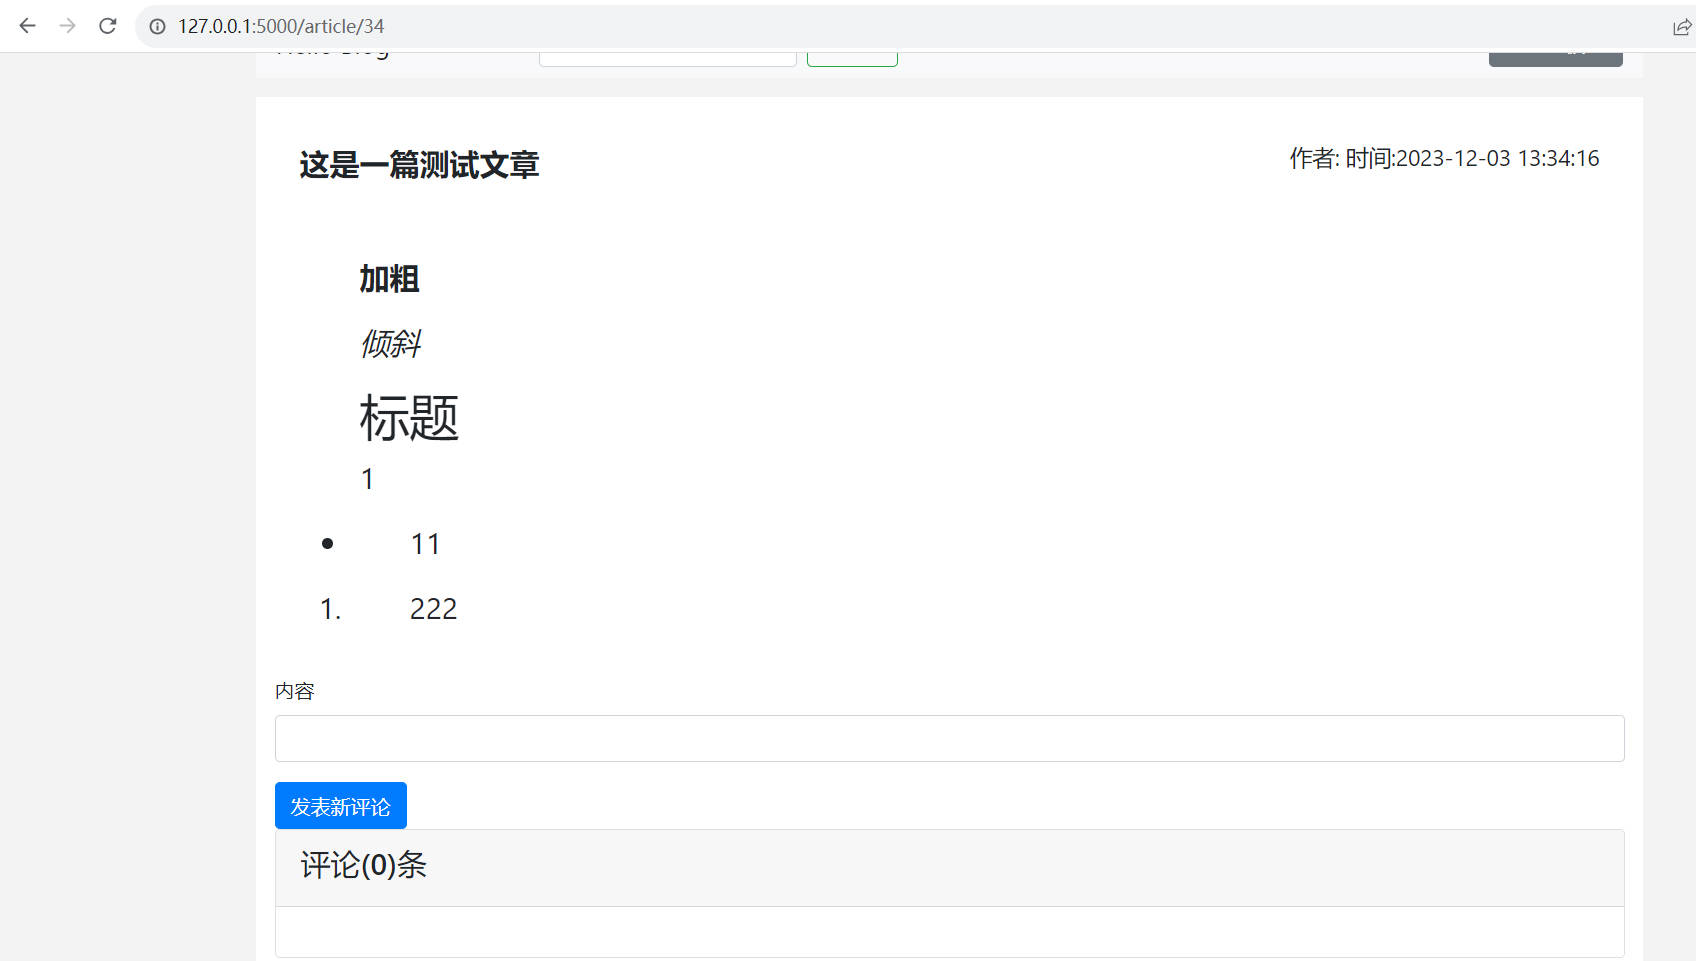 127.0.0.1:5000/article/34
这是一篇测试文章
作者: 时间:2023-12-03 13:34:16
加粗
倾斜
标题
1
• 11
1. 222
内容
发表新评论
评论(0)条